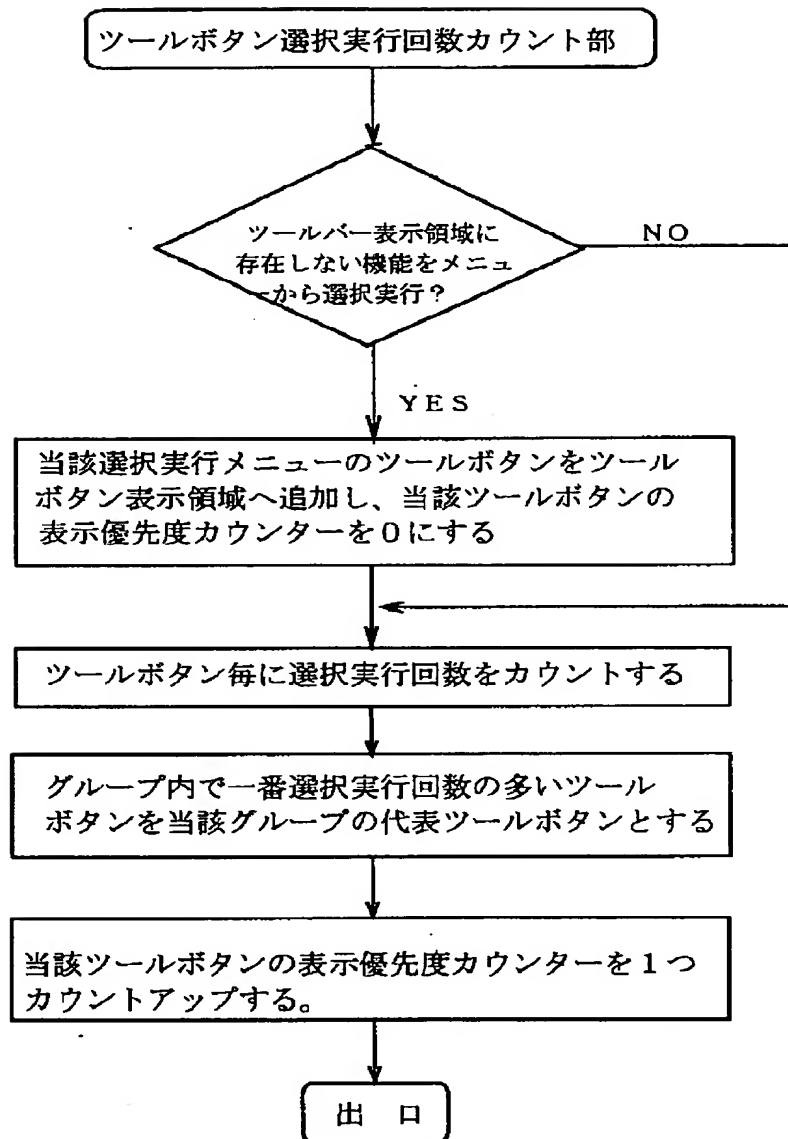 ツールボタン選択実行回数カウント部
ツールバー表示領域に
存在しない機能をメニュ
ーから選択実行？
NO
YES
当該選択実行メニューのツールボタンをツール
ボタン表示領域へ追加し、当該ツールボタンの
表示優先度カウンターを０にする
ツールボタン毎に選択実行回数をカウントする
グループ内で一番選択実行回数の多いツール
ボタンを当該グループの代表ツールボタンとする
当該ツールボタンの表示優先度カウンターを１つ
カウントアップする。
出　口